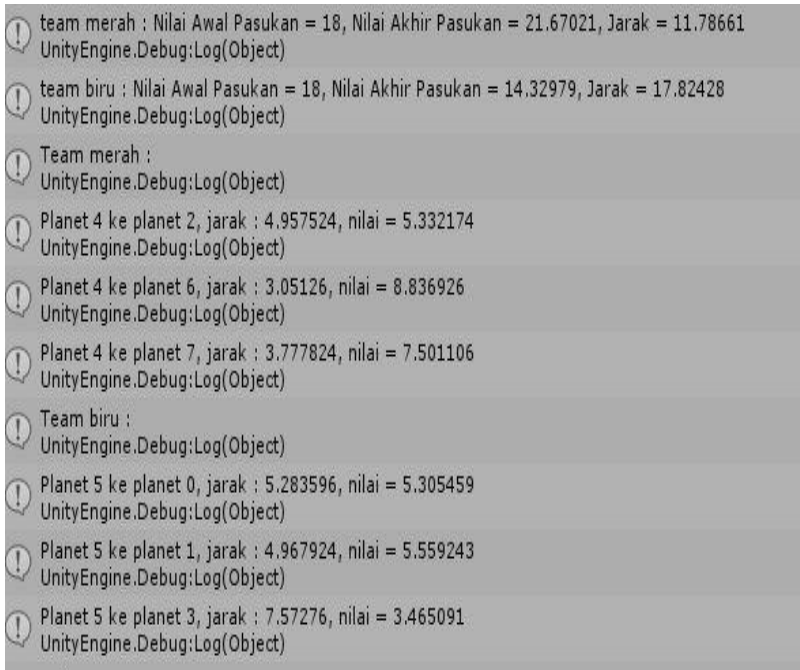 team merah : Nilai Awal Pasukan = 18, Nilai Akhir Pasukan = 21.67021, Jarak = 11.78661
UnityEngine.Debug:Log(Object)
team biru : Nilai Awal Pasukan = 18, Nilai Akhir Pasukan = 14.32979, Jarak = 17.82428
UnityEngine.Debug:Log(Object)
Team merah :
UnityEngine.Debug:Log(Object)
Planet 4 ke planet 2, jarak : 4.957524, nilai = 5.332174
UnityEngine.Debug:Log(Object)
Planet 4 ke planet 6, jarak : 3.05126, nilai = 8.836926
UnityEngine.Debug:Log(Object)
Planet 4 ke planet 7, jarak : 3.777824, nilai = 7.501106
UnityEngine.Debug:Log(Object)
Team biru :
UnityEngine.Debug:Log(Object)
Planet 5 ke planet 0, jarak : 5.283596, nilai = 5.305459
UnityEngine.Debug:Log(Object)
Planet 5 ke planet 1, jarak : 4.967924, nilai = 5.559243
UnityEngine.Debug:Log(Object)
Planet 5 ke planet 3, jarak : 7.57276, nilai = 3.465091
UnityEngine.Debug:Log(Object)